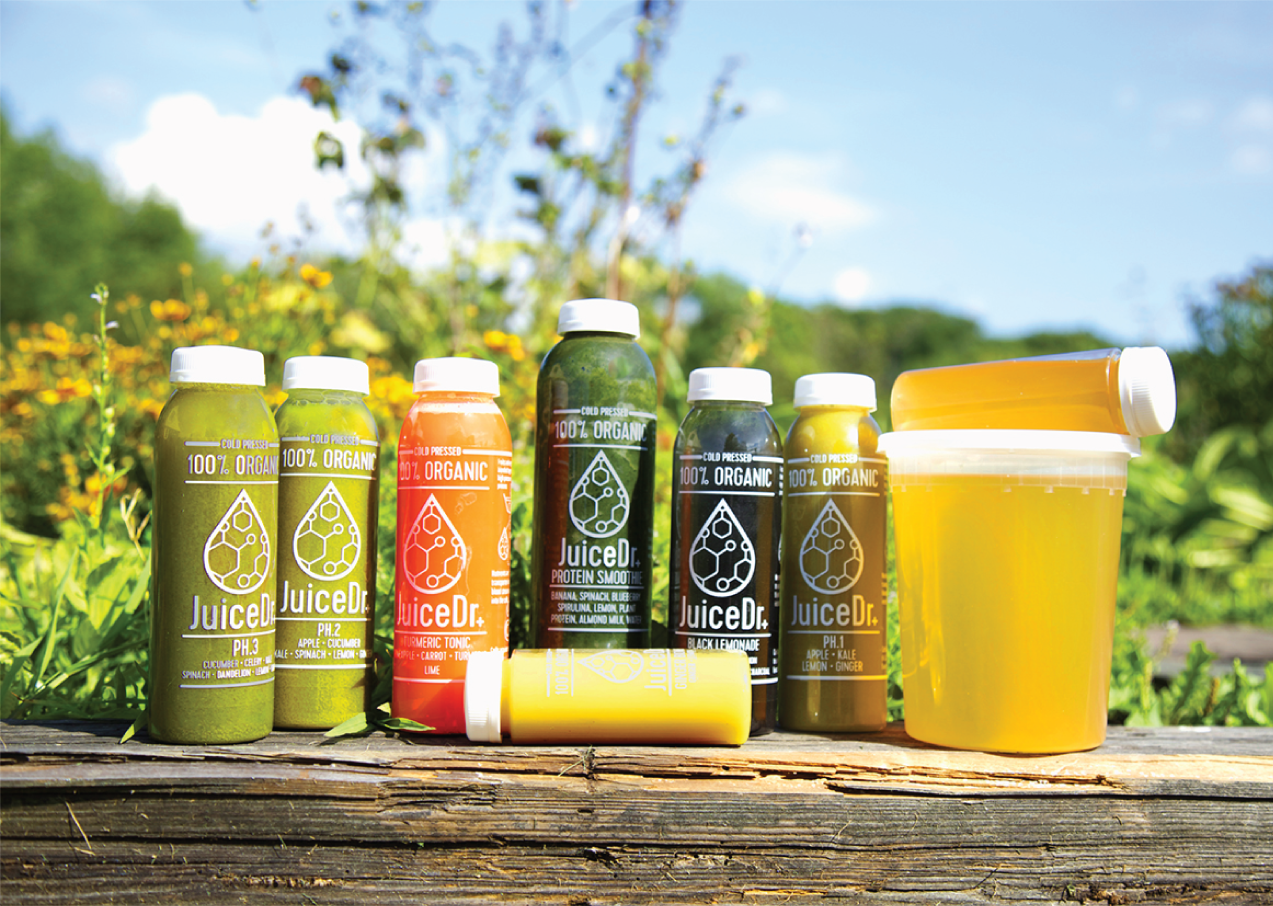 COLD PRESSED
100% ORGANI
JuiceDr
PH.3
CUCUMBER • CELERY
SPINACH • DANDELION • LEMON
COLD PRESSED
100% ORGANIC
JuiceDr+
PH.2
APPLE • CUCUMBER
KALE • SPINACH • LEMON
COLD PRESSED
100% ORGANIC
JuiceDr+
TURMERIC TONIC
APPLE • CARROT • TURM
LIME
COLD PRESSED
100% ORGANIC
JuiceDr+
PROTEIN SMOOTHIE
BANANA, SPINACH, BLUEBERRY
SPIRULINA, LEMON, PLANT
PROTEIN, ALMOND MILK, WATER
COLD PRESSED
100% ORGANIC
JuiceDr+
BLACK LEMONADE
COLD PRESSED
100% ORGANIC
JuiceDr+
PH.1
APPLE • KALE
LEMON • GINGER